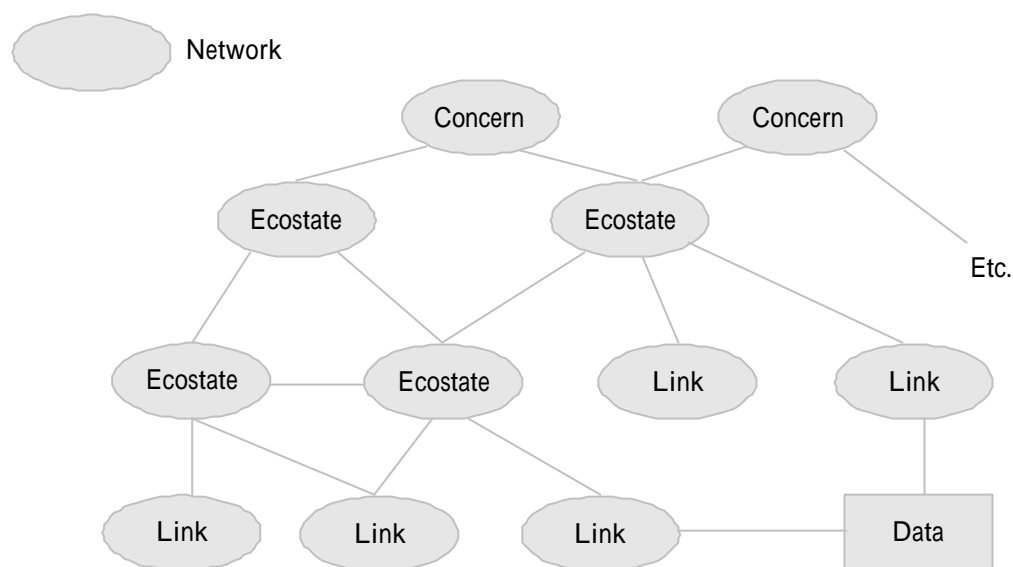 Network
Concern
Concern
Ecostate
Ecostate
Etc.
Ecostate
Ecostate
Link
Link
Link
Link
Link
Data